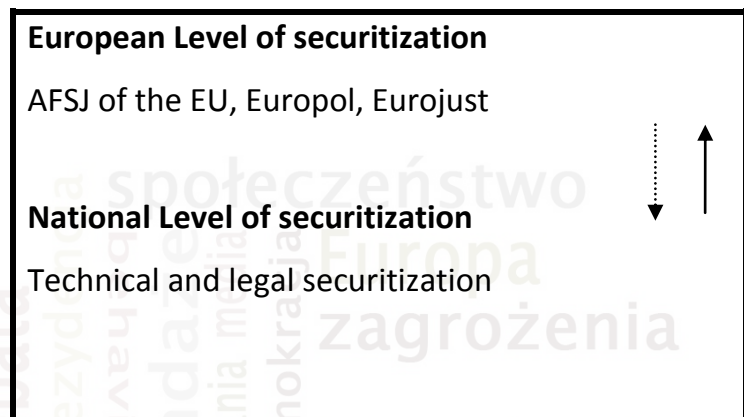 European Level of securitization
AFSJ of the EU, Europol, Eurojust
społeczeństwo
National Level of securitization
Europa
Technical and legal securitization
zagrożenia
media